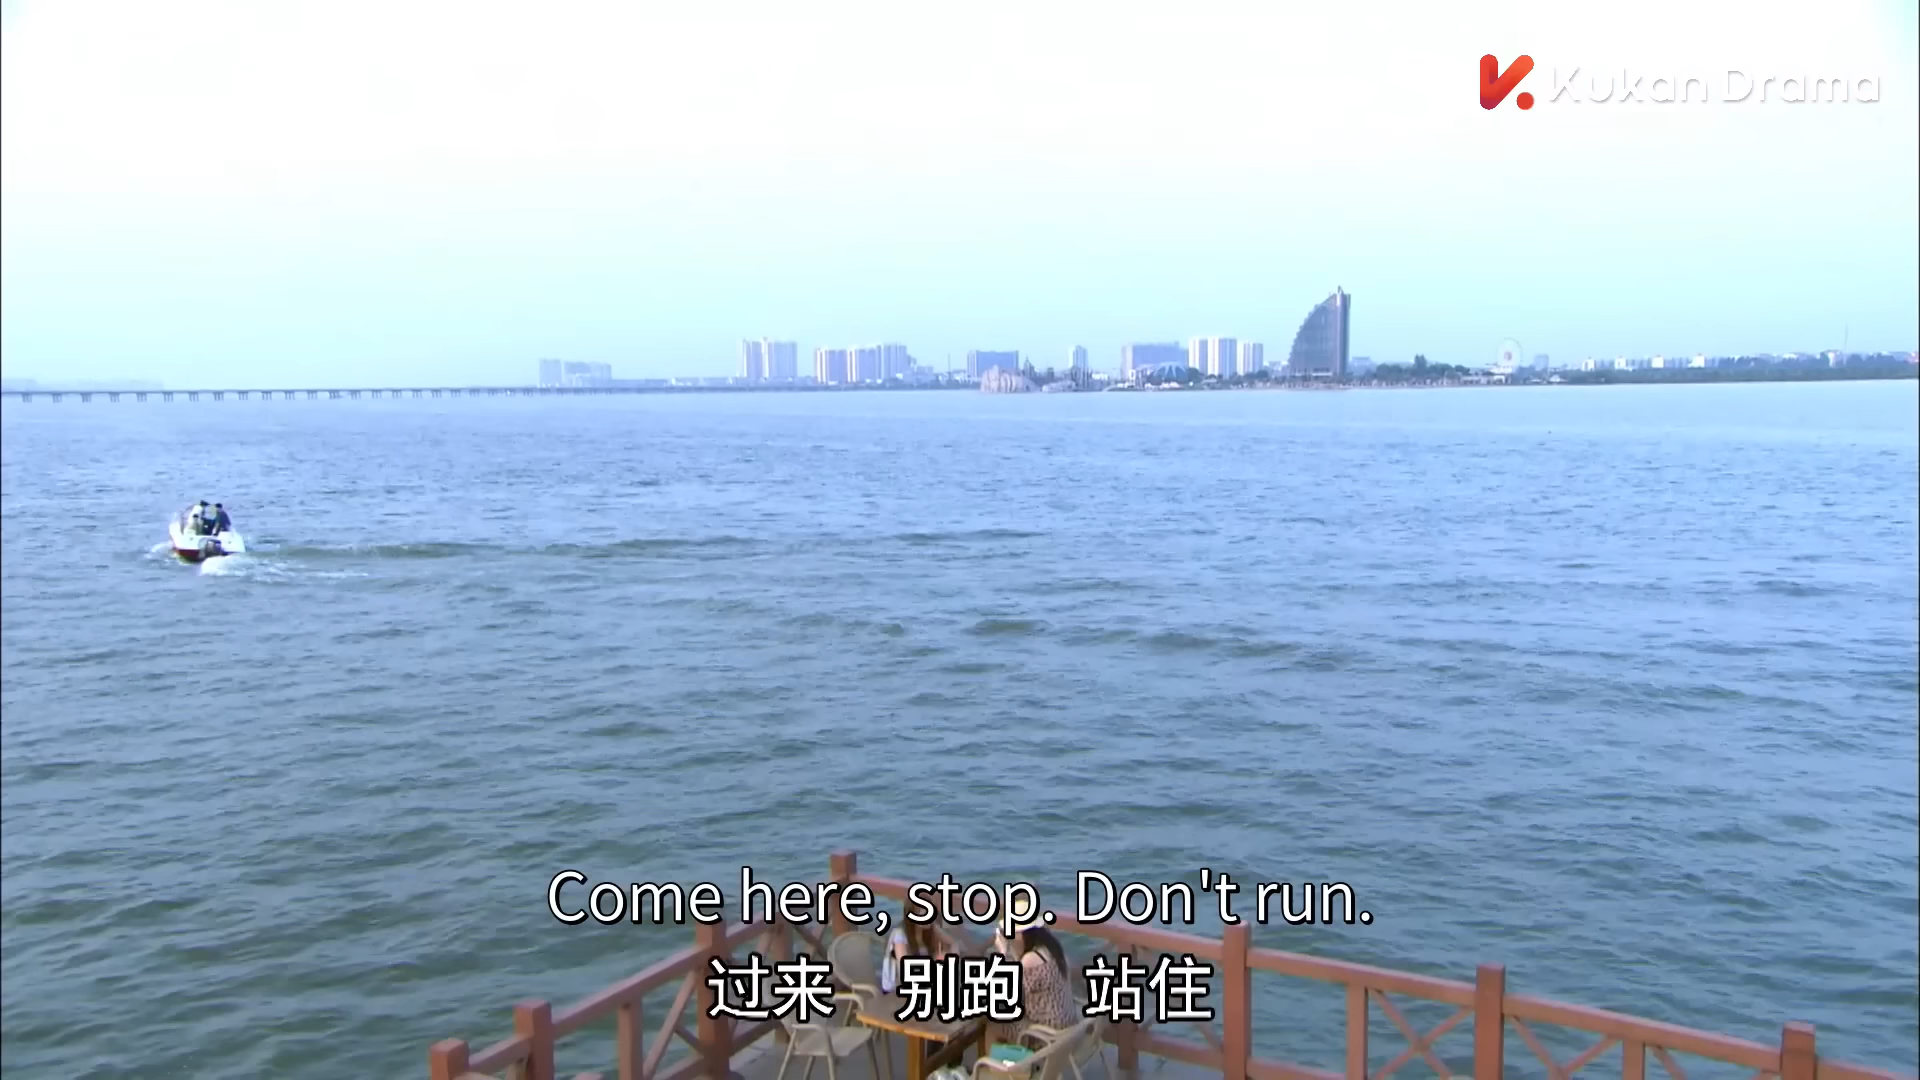 Kukan Drama
Come here, stop. Don't run.
过来 别跑 站住